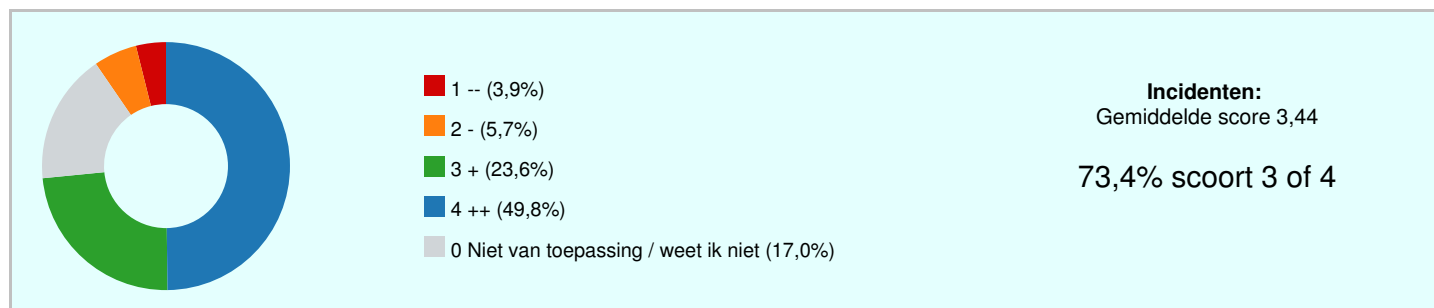 1 -- (3,9%)
2 - (5,7%)
3 + (23,6%)
4 ++ (49,8%)
0 Niet van toepassing / weet ik niet (17,0%)
Incidenten:
Gemiddelde score 3,44
73,4% scoort 3 of 4